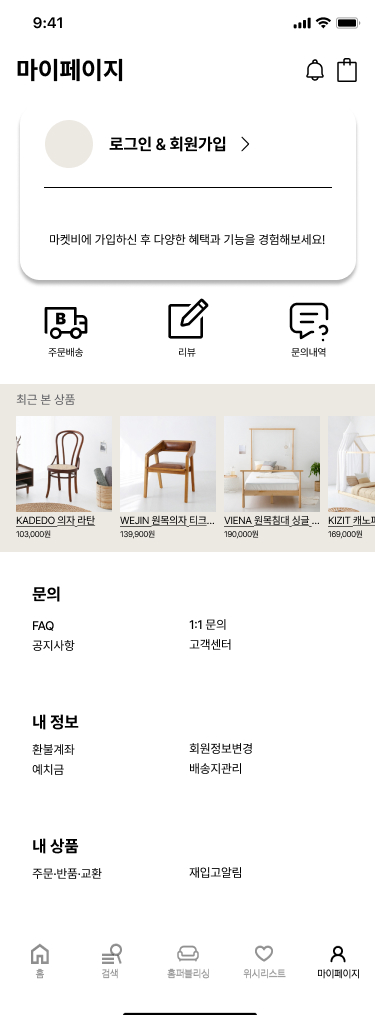 9:41
마이페이지
로그인 & 회원가입
마켓비에 가입하신 후 다양한 혜택과 기능을 경험해보세요!
B
주문배송
리뷰
문의내역
최근 본 상품
KADEDO 의자 라탄
103,000원
WEJIN 원목의자 티크...
139,900원
VIENA 원목침대 싱글 ...
190,000원
KIZIT 캐노
169,000원
문의
FAQ
1:1 문의
공지사항
고객센터
내 정보
환불계좌
회원정보변경
예치금
배송지관리
내 상품
주문·반품·교환
재입고알림
홈
검색
홈퍼블리싱
위시리스트
마이페이지